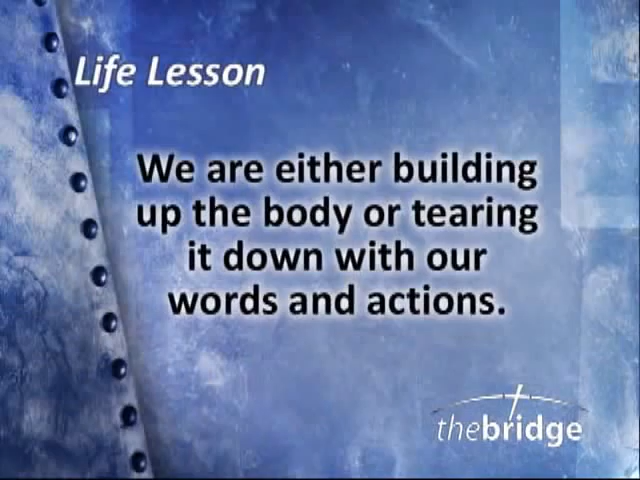 Life Lesson
We are either building
up the body or tearing
it down with our
words and actions.
thebridge